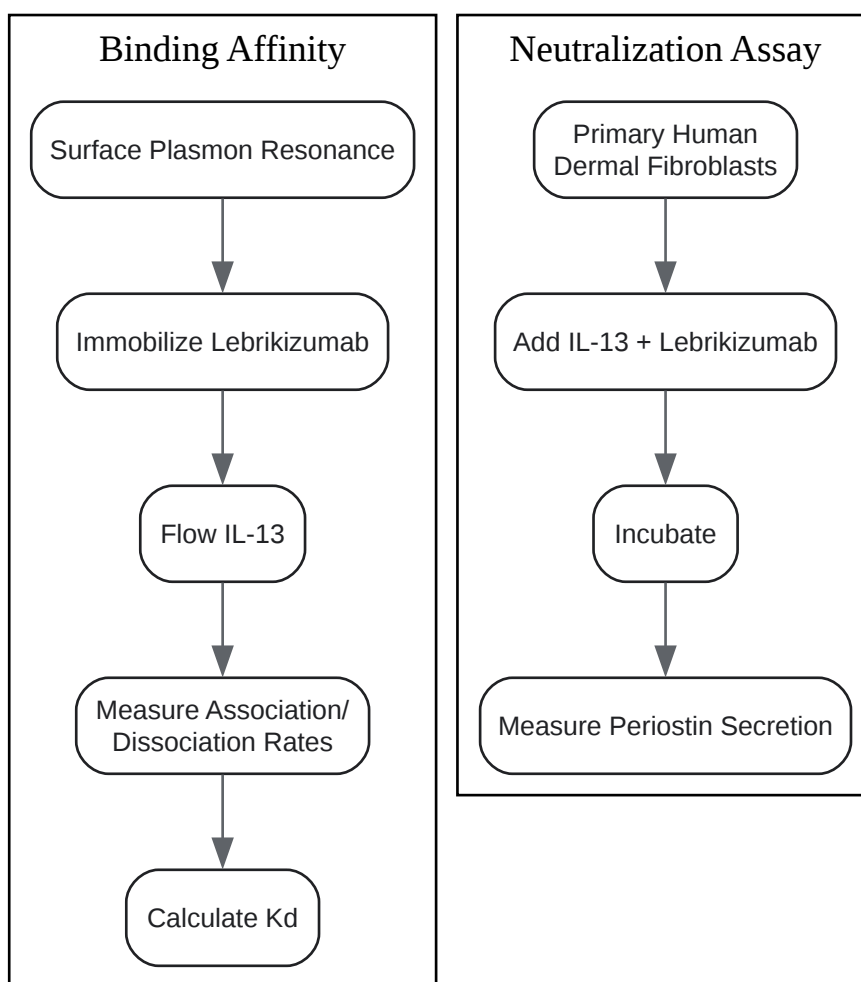 Binding Affinity
Surface Plasmon Resonance
Immobilize Lebrikizumab
Flow IL-13
Measure Association/
Dissociation Rates
Calculate Kd
Neutralization Assay
Primary Human
Dermal Fibroblasts
Add IL-13 + Lebrikizumab
Incubate
Measure Periostin Secretion